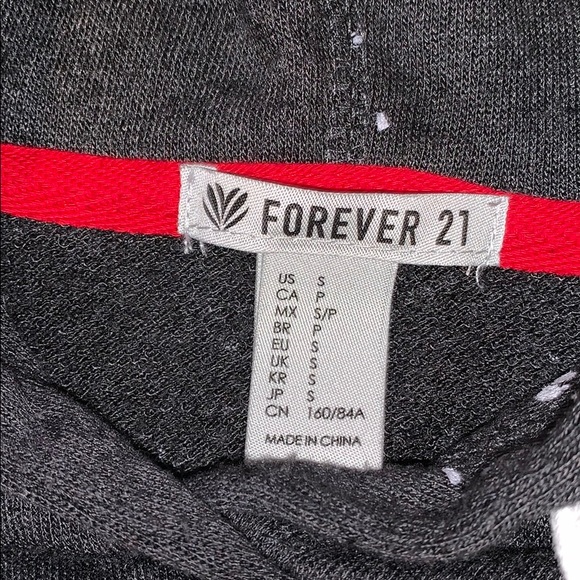 FOREVER 21
US S
CA P
MX S/P
BR P
EU S
UK S
KR S
JP S
CN 160/84A
MADE IN CHINA